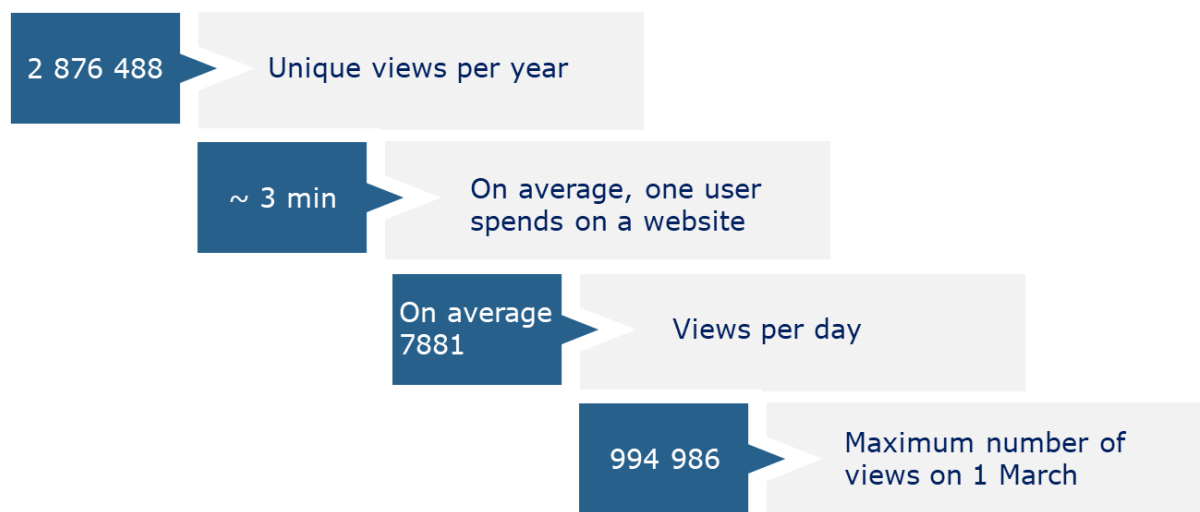 2 876 488
Unique views per year
~ 3 min
On average, one user
spends on a website
On average
7881
Views per day
994 986
Maximum number of
views on 1 March